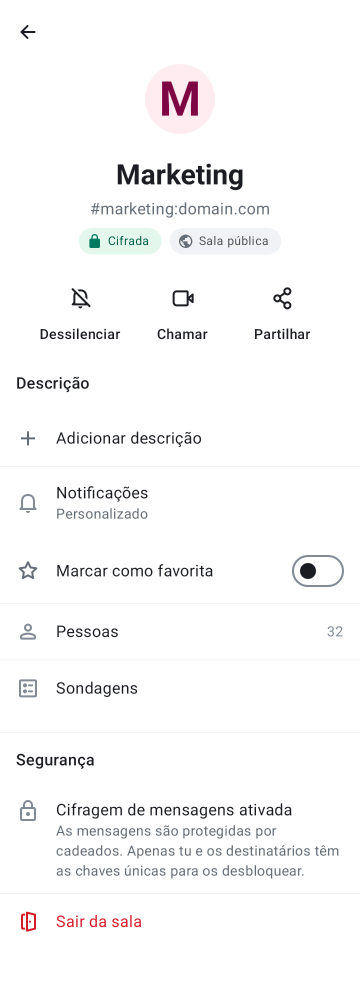 M
Marketing
#marketing:domain.com
Cifrada
Sala pública
Dessilenciar
Chamar
Partilhar
Descrição
Adicionar descrição
Notificações
Personalizado
Marcar como favorita
Pessoas
32
Sondagens
Segurança
Cifragem de mensagens ativada
As mensagens são protegidas por
cadeados. Apenas tu e os destinatários têm
as chaves únicas para os desbloquear.
Sair da sala